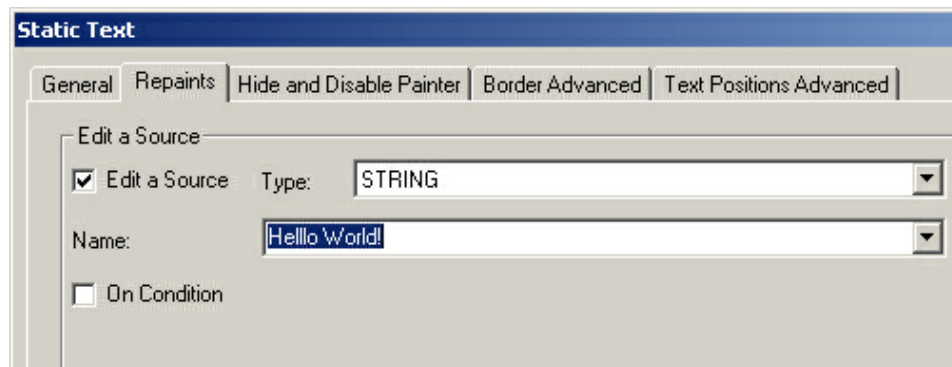 Static Text
General Repaints Hide and Disable Painter Border Advanced Text Positions Advanced
Edit a Source
Edit a Source Type: STRING
Name: Helllo World!
On Condition